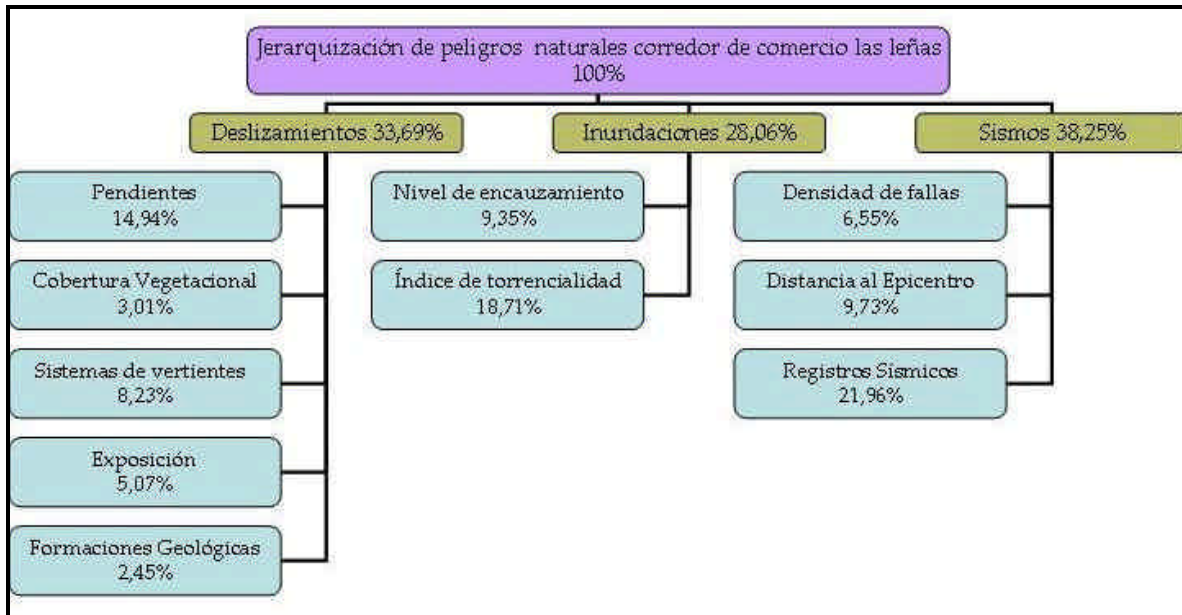 Jerarquización de peligros naturales corredor de comercio las leñas
100%
Deslizamientos 33,69%
Inundaciones 28,06%
Sismos 38,25%
Pendientes
14,94%
Cobertura Vegetacional
3,01%
Sistemas de vertientes
8,23%
Exposición
5,07%
Formaciones Geológicas
2,45%
Nivel de encauzamiento
9,35%
Índice de torrencialidad
18,71%
Densidad de fallas
6,55%
Distancia al Epicentro
9,73%
Registros Sísmicos
21,96%